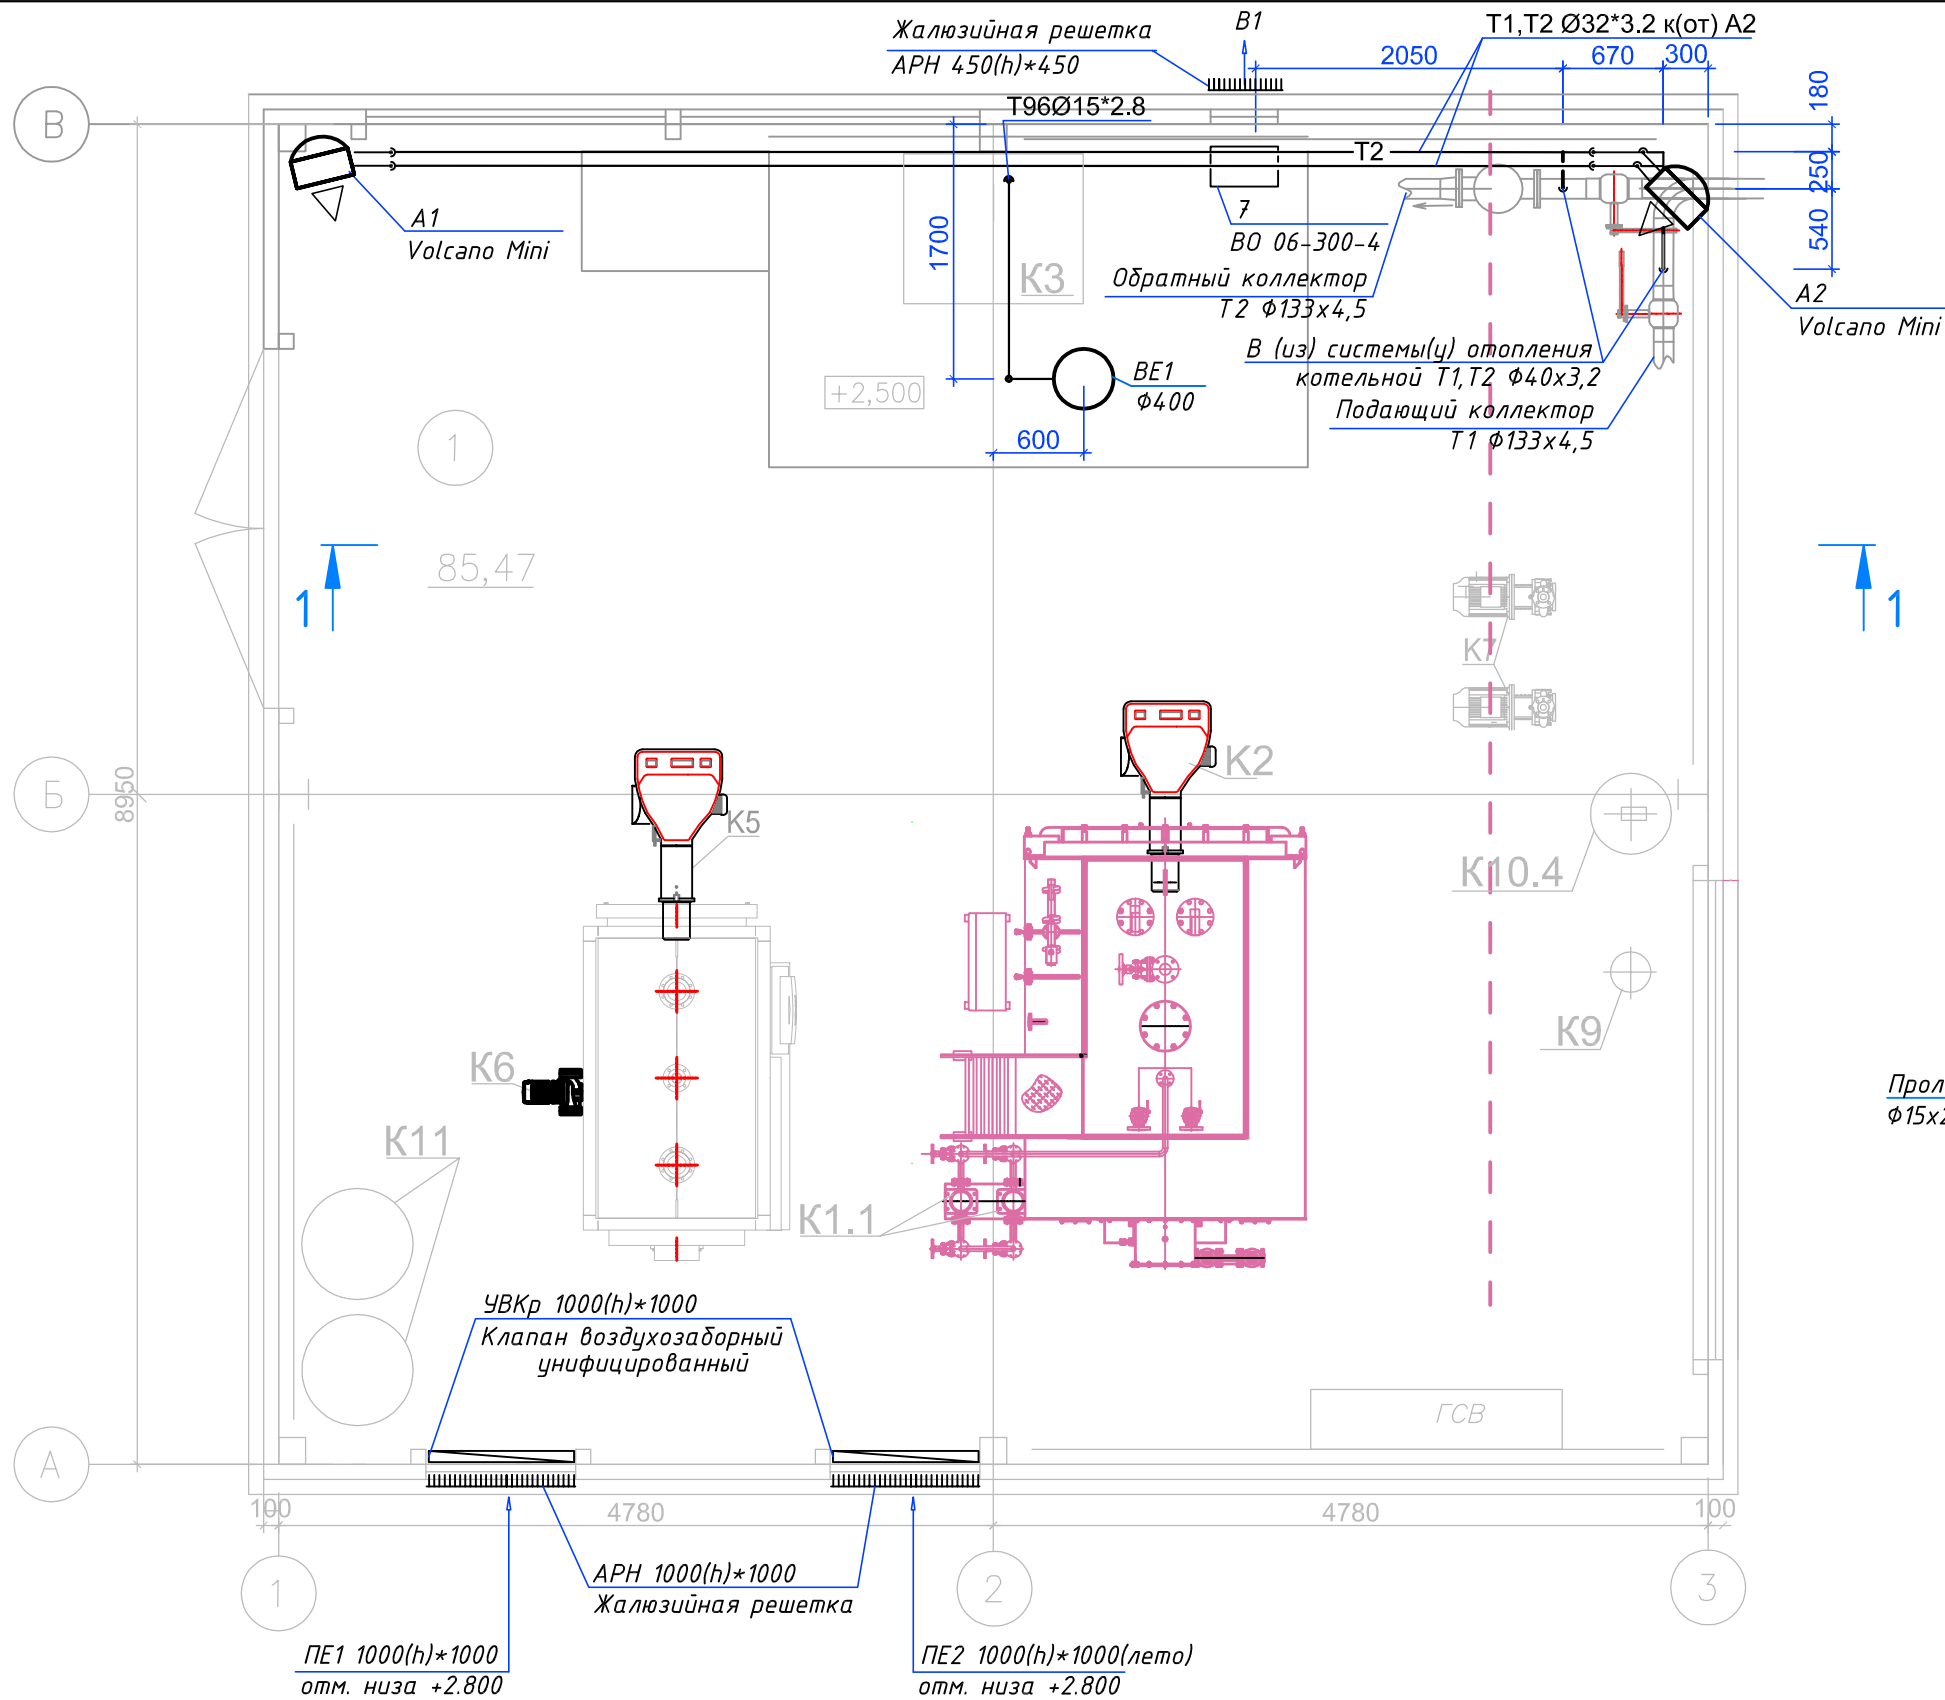 Жалюзийная решетка
АРН 450(h)*450
В1
Т1,Т2 Ø32*3.2 к(от) А2
2050
670
300
180
В
Т96Ø15*2.8
Т2
250
540
А1
Volcano Mini
1700
К3
7
ВО 06-300-4
Обратный коллектор
Т2 Ф133х4,5
А2
Volcano Mini
В (из) системы(у) отопления
котельной Т1,Т2 Ф40х3,2
ВЕ1
Ф400
+2,500
Подающий коллектор
Т1 Ф133х4,5
600
1
85,47
1
1
К7
К2
Б
8950
К5
К10.4
К9
К6
Прол
К11
К1.1
УВКр 1000(h)*1000
Клапан воздухозаборный
унифицированный
ГСВ
А
100
4780
4780
100
АРН 1000(h)*1000
Жалюзийная решетка
1
2
3
ПЕ1 1000(h)*1000
отм. низа +2.800
ПЕ2 1000(h)*1000(лето)
отм. низа +2.800